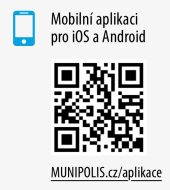 Mobilní aplikaci
pro iOS a Android
MUNIPOLIS.cz/aplikace